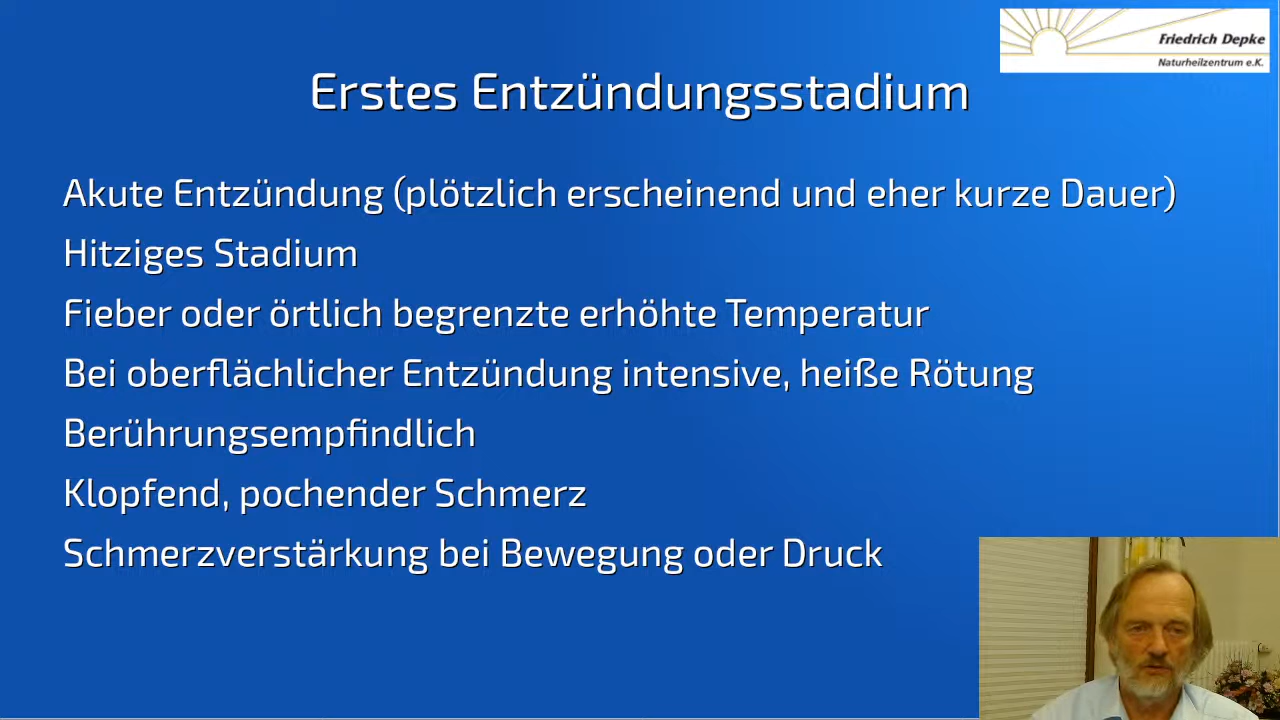 Friedrich Depke
Naturheilzentrum e.K.
Erstes Entzündungsstadium
Akute Entzündung (plötzlich erscheinend und eher kurze Dauer)
Hitziges Stadium
Fieber oder örtlich begrenzte erhöhte Temperatur
Bei oberflächlicher Entzündung intensive, heiße Rötung
Berührungsempfindlich
Klopfend, pochender Schmerz
Schmerzverstärkung bei Bewegung oder Druck